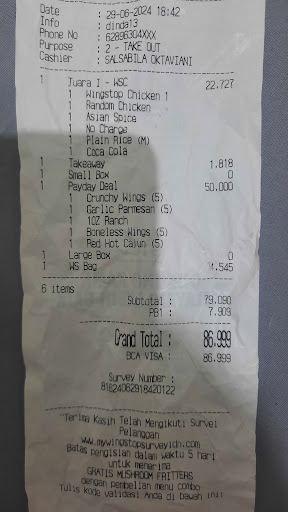 Date : 29-06-2024 18:42
Info : dinda13
Phone No : 62896304XXX
Purpose : 2 - TAKE OUT
Cashier : SALSABILA OKTAVIANI
1 Juara I - WSC 22.727
1 Wingstop Chicken 1
1 Random Chicken
1 Asian Spice
1 No Charge
1 Plain Rice (M)
1 Coca Cola
1 Takeaway 1.818
1 Small Box 0
1 Payday Deal 50.000
1 Crunchy Wings (5)
1 Garlic Parmesan (5)
1 1OZ Ranch
1 Boneless Wings (5)
1 Red Hot Cajun (5)
1 Large Box 0
1 WS Bag 4.545
6 items
Subtotal : 79.090
PB1 : 7.909
Grand Total : 86.999
BCA VISA : 86.999
Survey Number :
81624062918420122
Terima Kasih Telah Mengikuti Survei
Pelanggan
www.mywingstopsurveyidn.com
Batas pengisian dalam waktu 5 hari
untuk menerima
GRATIS MUSHROOM FRITTERS
dengan pembelian menu combo
Tulis kode validasi Anda di bawah ini: